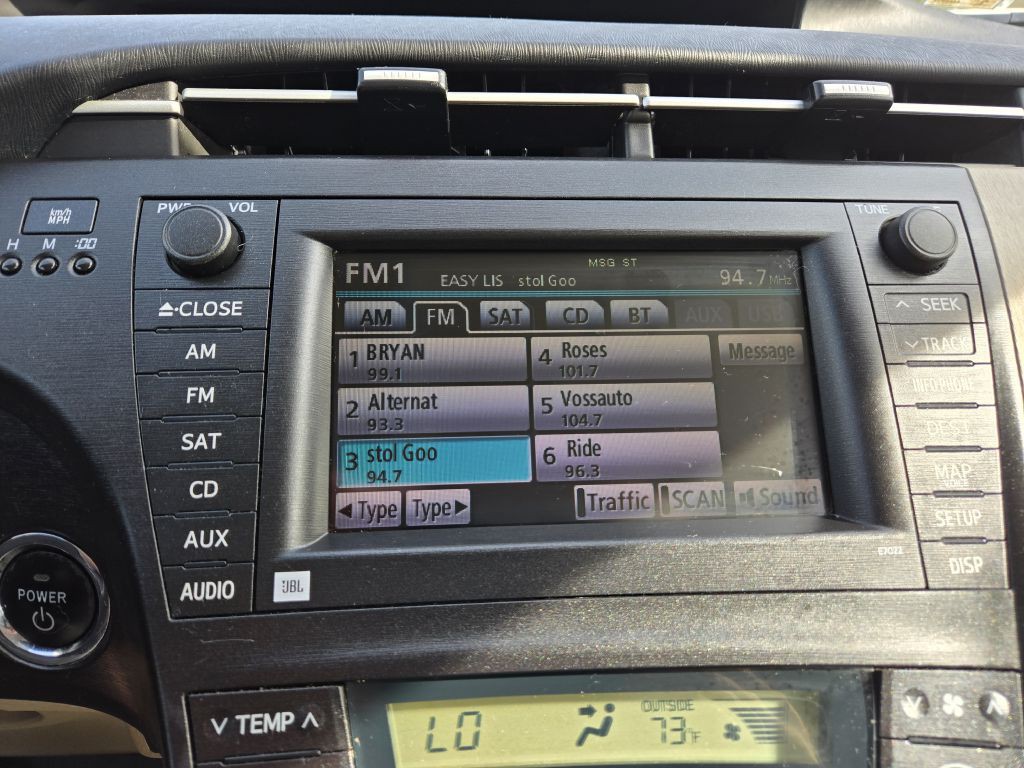 km/h
MPH
H M :00
PWR VOL
TUNE
FM1
MSG ST
EASY LIS stol Goo
94.7 MHz
AM FM SAT CD BT AUX USB
1 BRYAN
99.1
4 Roses
101.7
Message
2 Alternat
93.3
5 Vossauto
104.7
3 stol Goo
94.7
6 Ride
96.3
◀ Type Type ▶ Traffic SCAN Sound
⏏·CLOSE
AM
FM
SAT
CD
AUX
AUDIO
∧ SEEK
∨ TRACK
INFO/PHONE
DEST
MAP
VOICE
SETUP
DISP
E7022
JBL
POWER
∨ TEMP ∧
LO
OUTSIDE
73°F